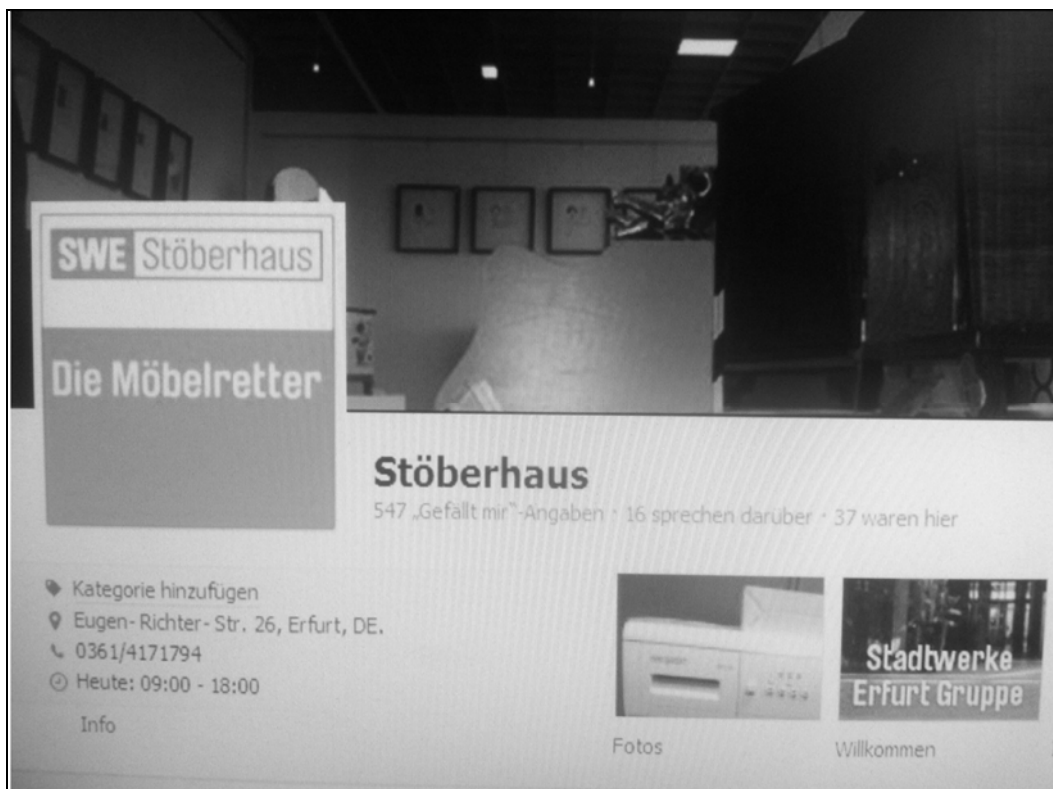 SWE Stöberhaus
Die Möbelretter
Stöberhaus
547 „Gefällt mir“-Angaben · 16 sprechen darüber · 37 waren hier
Kategorie hinzufügen
Eugen-Richter-Str. 26, Erfurt, DE.
0361/4171794
Heute: 09:00 - 18:00
Info
Stadtwerke
Erfurt Gruppe
Fotos
Willkommen